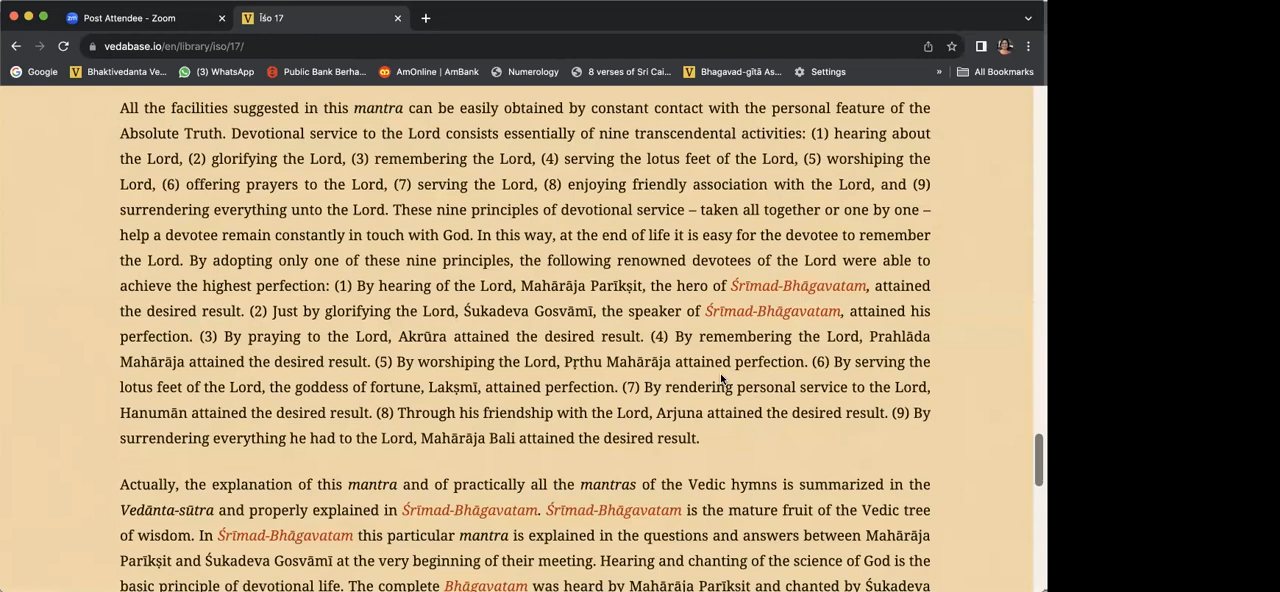 Post Attendee - Zoom
Īśo 17
vedabase.io/en/library/iso/17/
Google
Bhaktivedanta Ve...
(3) WhatsApp
Public Bank Berha...
AmOnline | AmBank
Numerology
8 verses of Sri Cai...
Bhagavad-gītā As...
Settings
»
All Bookmarks
All the facilities suggested in this mantra can be easily obtained by constant contact with the personal feature of the
Absolute Truth. Devotional service to the Lord consists essentially of nine transcendental activities: (1) hearing about
the Lord, (2) glorifying the Lord, (3) remembering the Lord, (4) serving the lotus feet of the Lord, (5) worshiping the
Lord, (6) offering prayers to the Lord, (7) serving the Lord, (8) enjoying friendly association with the Lord, and (9)
surrendering everything unto the Lord. These nine principles of devotional service – taken all together or one by one –
help a devotee remain constantly in touch with God. In this way, at the end of life it is easy for the devotee to remember
the Lord. By adopting only one of these nine principles, the following renowned devotees of the Lord were able to
achieve the highest perfection: (1) By hearing of the Lord, Mahārāja Parīkṣit, the hero of Śrīmad-Bhāgavatam, attained
the desired result. (2) Just by glorifying the Lord, Śukadeva Gosvāmī, the speaker of Śrīmad-Bhāgavatam, attained his
perfection. (3) By praying to the Lord, Akrūra attained the desired result. (4) By remembering the Lord, Prahlāda
Mahārāja attained the desired result. (5) By worshiping the Lord, Pṛthu Mahārāja attained perfection. (6) By serving the
lotus feet of the Lord, the goddess of fortune, Lakṣmī, attained perfection. (7) By rendering personal service to the Lord,
Hanumān attained the desired result. (8) Through his friendship with the Lord, Arjuna attained the desired result. (9) By
surrendering everything he had to the Lord, Mahārāja Bali attained the desired result.
Actually, the explanation of this mantra and of practically all the mantras of the Vedic hymns is summarized in the
Vedānta-sūtra and properly explained in Śrīmad-Bhāgavatam. Śrīmad-Bhāgavatam is the mature fruit of the Vedic tree
of wisdom. In Śrīmad-Bhāgavatam this particular mantra is explained in the questions and answers between Mahārāja
Parīkṣit and Śukadeva Gosvāmī at the very beginning of their meeting. Hearing and chanting of the science of God is the
basic principle of devotional life. The complete Bhāgavatam was heard by Mahārāja Parīkṣit and chanted by Śukadeva